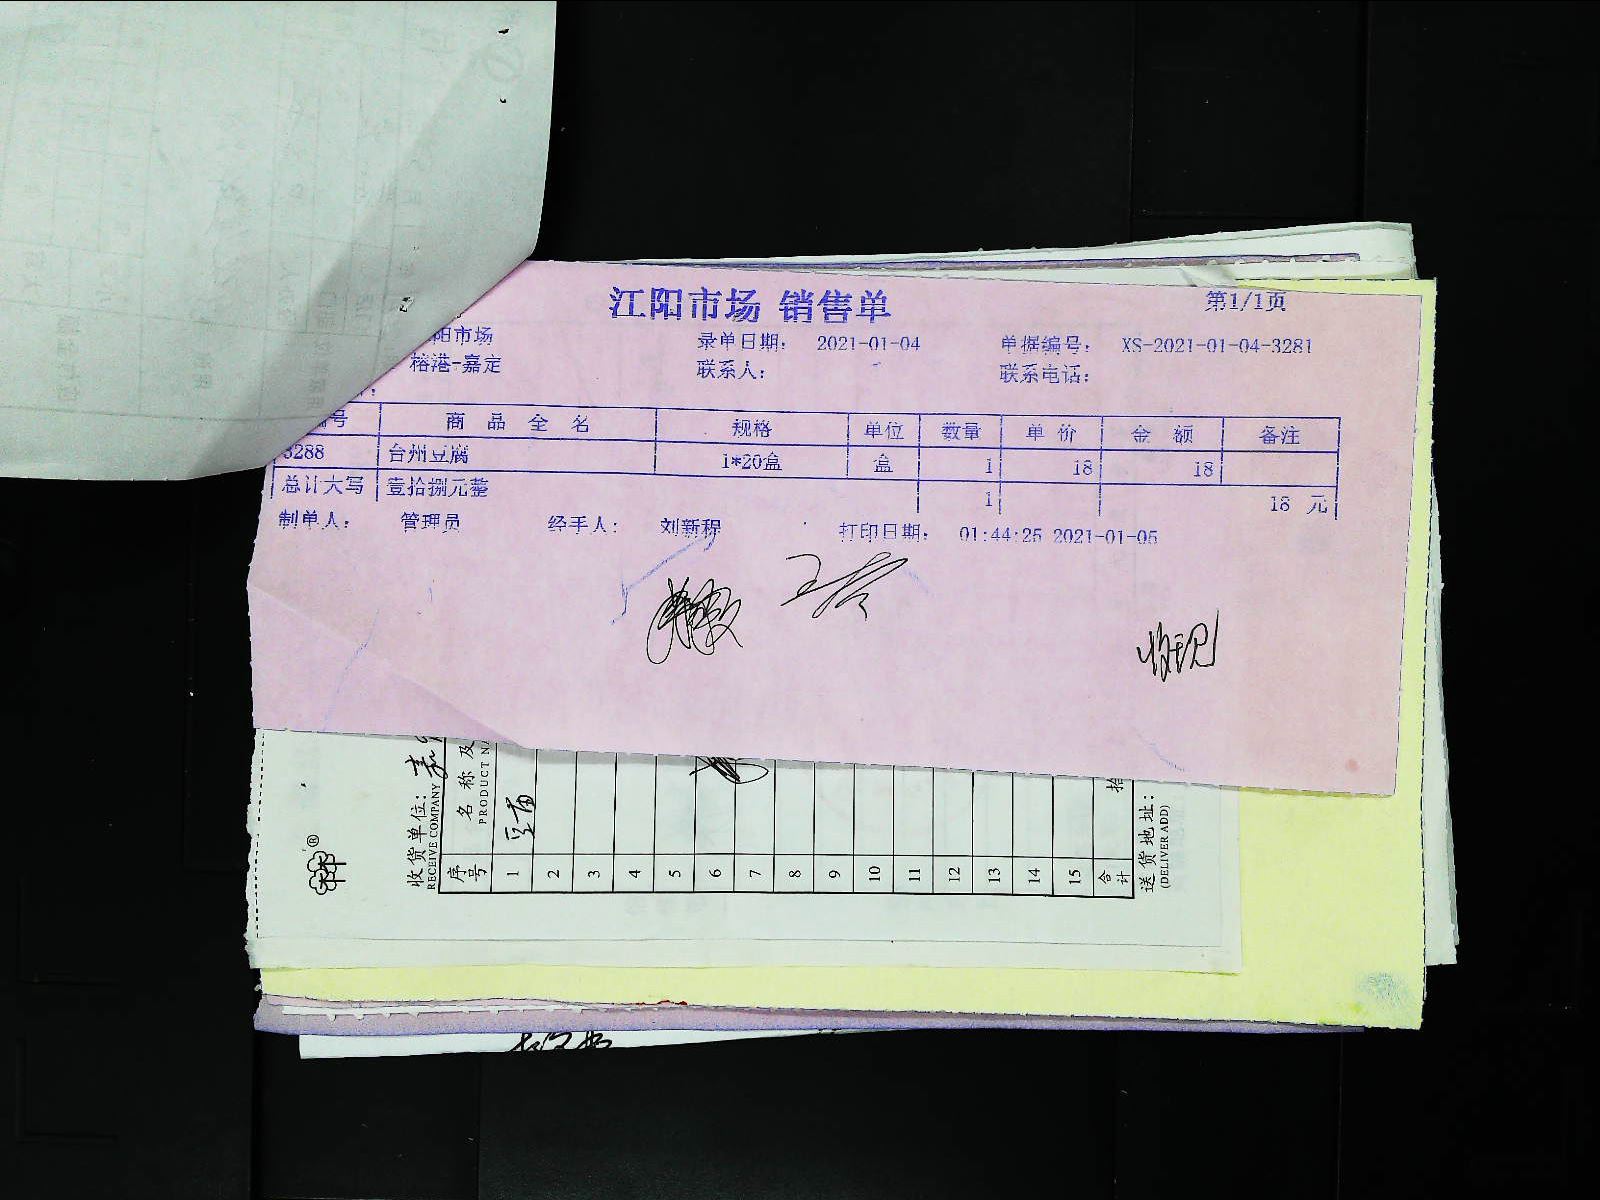 江阳市场 销售单
第1/1页
阳市场 录单日期： 2021-01-04 单据编号： XS-2021-01-04-3281
榕港-嘉定 联系人： 联系电话：
号 商 品 全 名 规格 单位 数量 单 价 金 额 备注
3288 台州豆腐 1*20盒 盒 1 18 18
总计大写 壹拾捌元整 1 18 元
制单人： 管理员 经手人： 刘新程 打印日期： 01:44:25 2021-01-05
收现
收货单位：
RECEIVE COMPANY
序号 名 称 及
PRODUCT NA
1 豆腐
2
3
4
5
6
7
8
9
10
11
12
13
14
15
合计 拾
送货地址：
(DELIVER ADD)